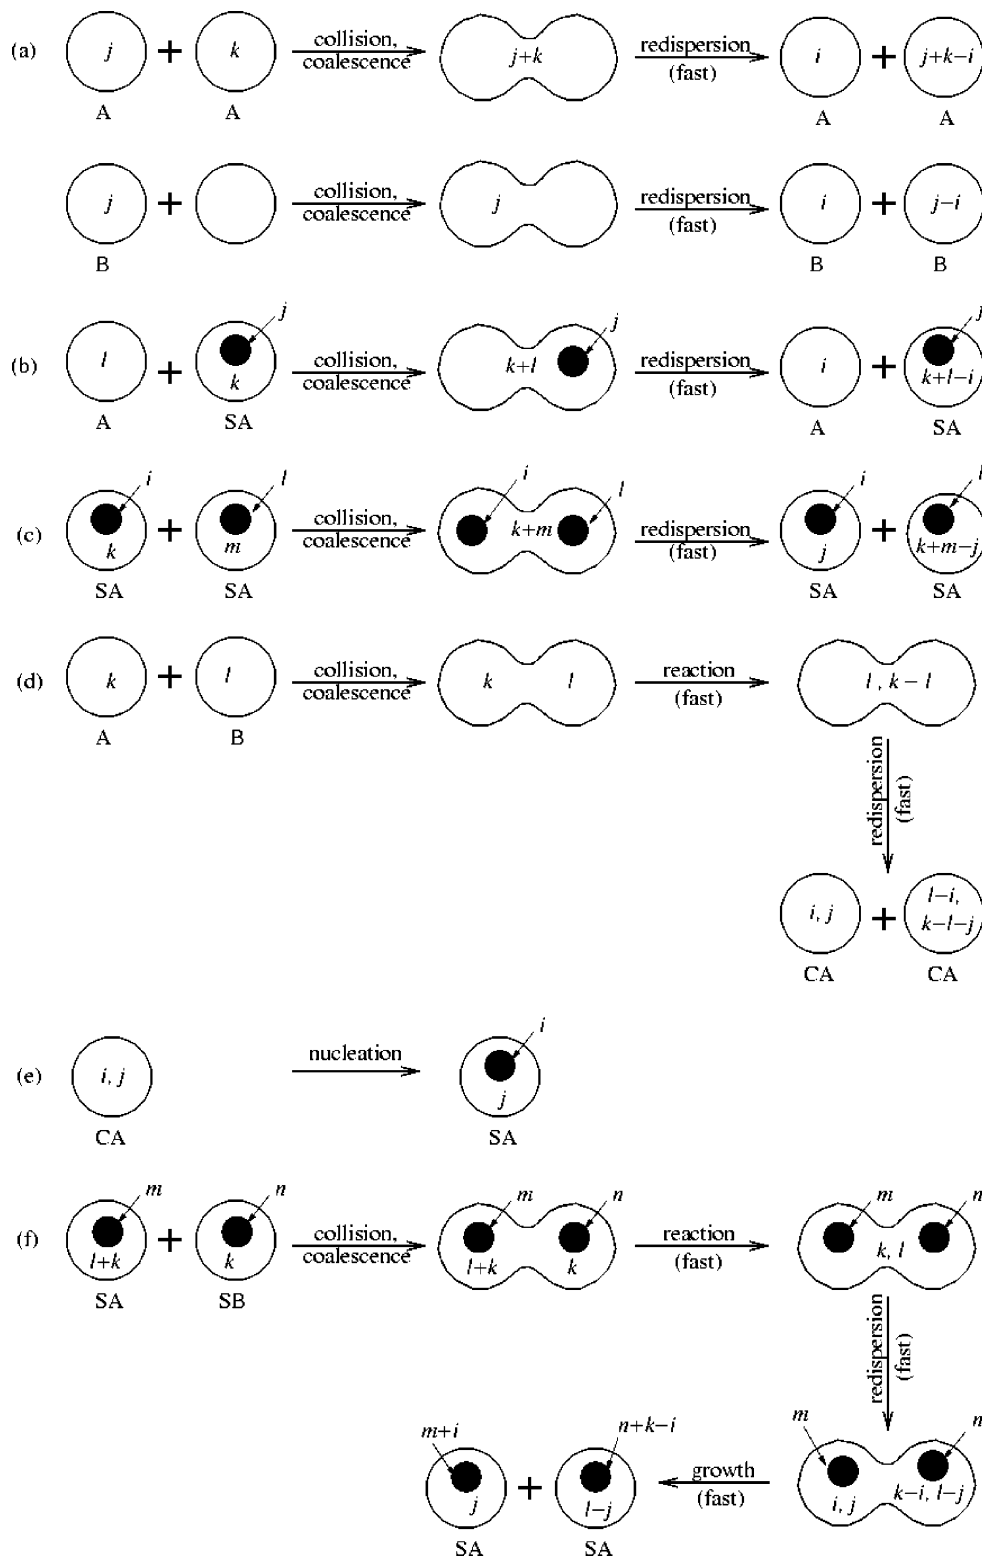 (a) j + k collision, coalescence j+k redispersion (fast) i + j+k−i
A A A A
j + collision, coalescence j redispersion (fast) i + j−i
B B B
(b) l + j k collision, coalescence k+l j redispersion (fast) i + j k+l−i
A SA A SA
(c) i k + l m collision, coalescence i k+m l redispersion (fast) i j + l k+m−j
SA SA SA SA
(d) k + l collision, coalescence k l reaction (fast) l , k − l
A B
redispersion (fast)
i, j + l−i, k−l−j
CA CA
(e) i, j nucleation i j
CA SA
(f) m l+k + n k collision, coalescence m l+k n k reaction (fast) m k, l n
SA SB
redispersion (fast)
m+i j + n+k−i l−j growth (fast) m i, j n k−i, l−j
SA SA